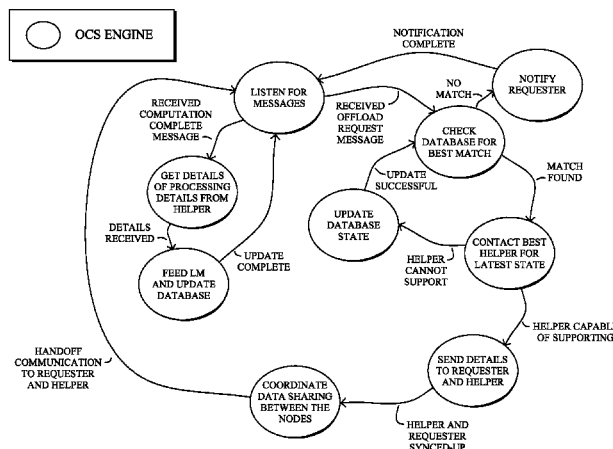 OCS ENGINE
NOTIFICATION
COMPLETE
LISTEN FOR
MESSAGES
NOTIFY
REQUESTER
NO
MATCH
RECEIVED
COMPUTATION
COMPLETE
MESSAGE
RECEIVED
OFFLOAD
REQUEST
MESSAGE
CHECK
DATABASE FOR
BEST MATCH
GET DETAILS
OF PROCESSING
DETAILS FROM
HELPER
UPDATE
SUCCESSFUL
MATCH
FOUND
UPDATE
DATABASE
STATE
DETAILS
RECEIVED
CONTACT BEST
HELPER FOR
LATEST STATE
FEED LM
AND UPDATE
DATABASE
UPDATE
COMPLETE
HELPER
CANNOT
SUPPORT
HELPER CAPABLE
OF SUPPORTING
HANDOFF
COMMUNICATION
TO REQUESTER
AND HELPER
SEND DETAILS
TO REQUESTER
AND HELPER
COORDINATE
DATA SHARING
BETWEEN THE
NODES
HELPER AND
REQUESTER
SYNCED-UP